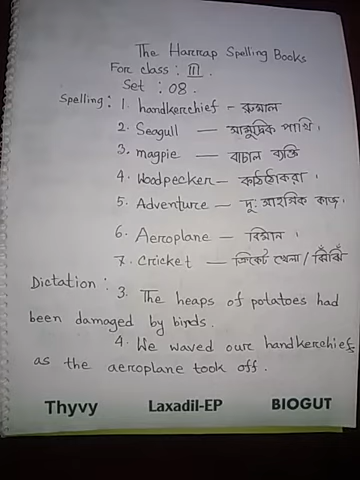 The Harrap Spelling Books
For class : III.
Set : 08.
Spelling : 1. handkerchief - রুমাল
2. Seagull — সামুদ্রিক পাখি।
3. magpie — বাচাল ব্যক্তি
4. Woodpecker — কাঠঠোকরা।
5. Adventure — দুঃসাহসিক কাজ।
6. Aeroplane — বিমান।
7. Cricket — ক্রিকেট খেলা / ঝিঁঝিঁ
Dictation : 3. The heaps of potatoes had
been damaged by birds.
4. We waved our handkerchiefs
as the aeroplane took off.
Thyvy Laxadil-EP BIOGUT